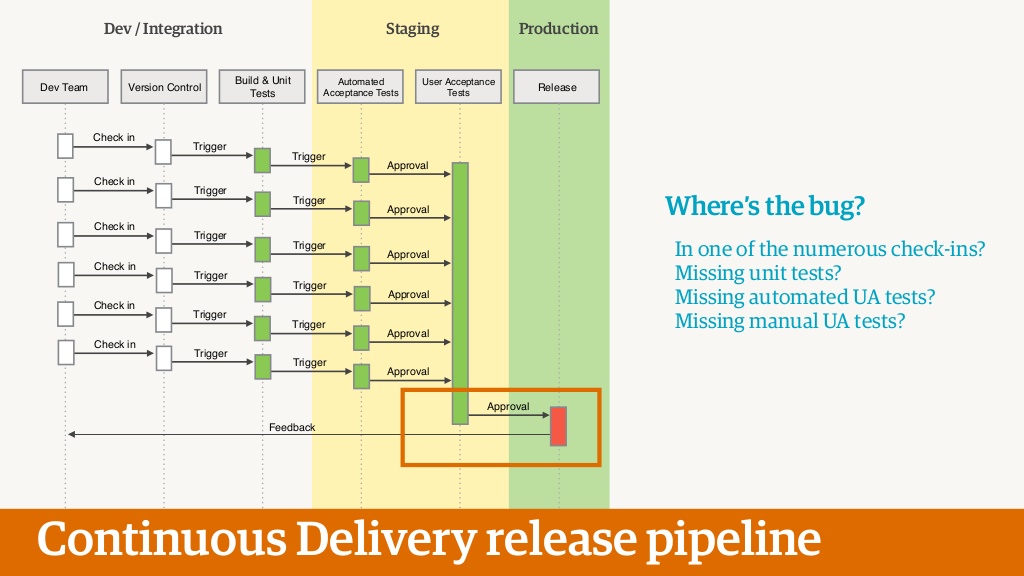 Dev / Integration
Staging
Production
Dev Team
Version Control
Build & Unit
Tests
Automated
Acceptance Tests
User Acceptance
Tests
Release
Check in
Trigger
Trigger
Approval
Check in
Trigger
Trigger
Approval
Check in
Trigger
Trigger
Approval
Check in
Trigger
Trigger
Approval
Check in
Trigger
Trigger
Approval
Check in
Trigger
Trigger
Approval
Approval
Feedback
Where's the bug?
In one of the numerous check-ins?
Missing unit tests?
Missing automated UA tests?
Missing manual UA tests?
Continuous Delivery release pipeline